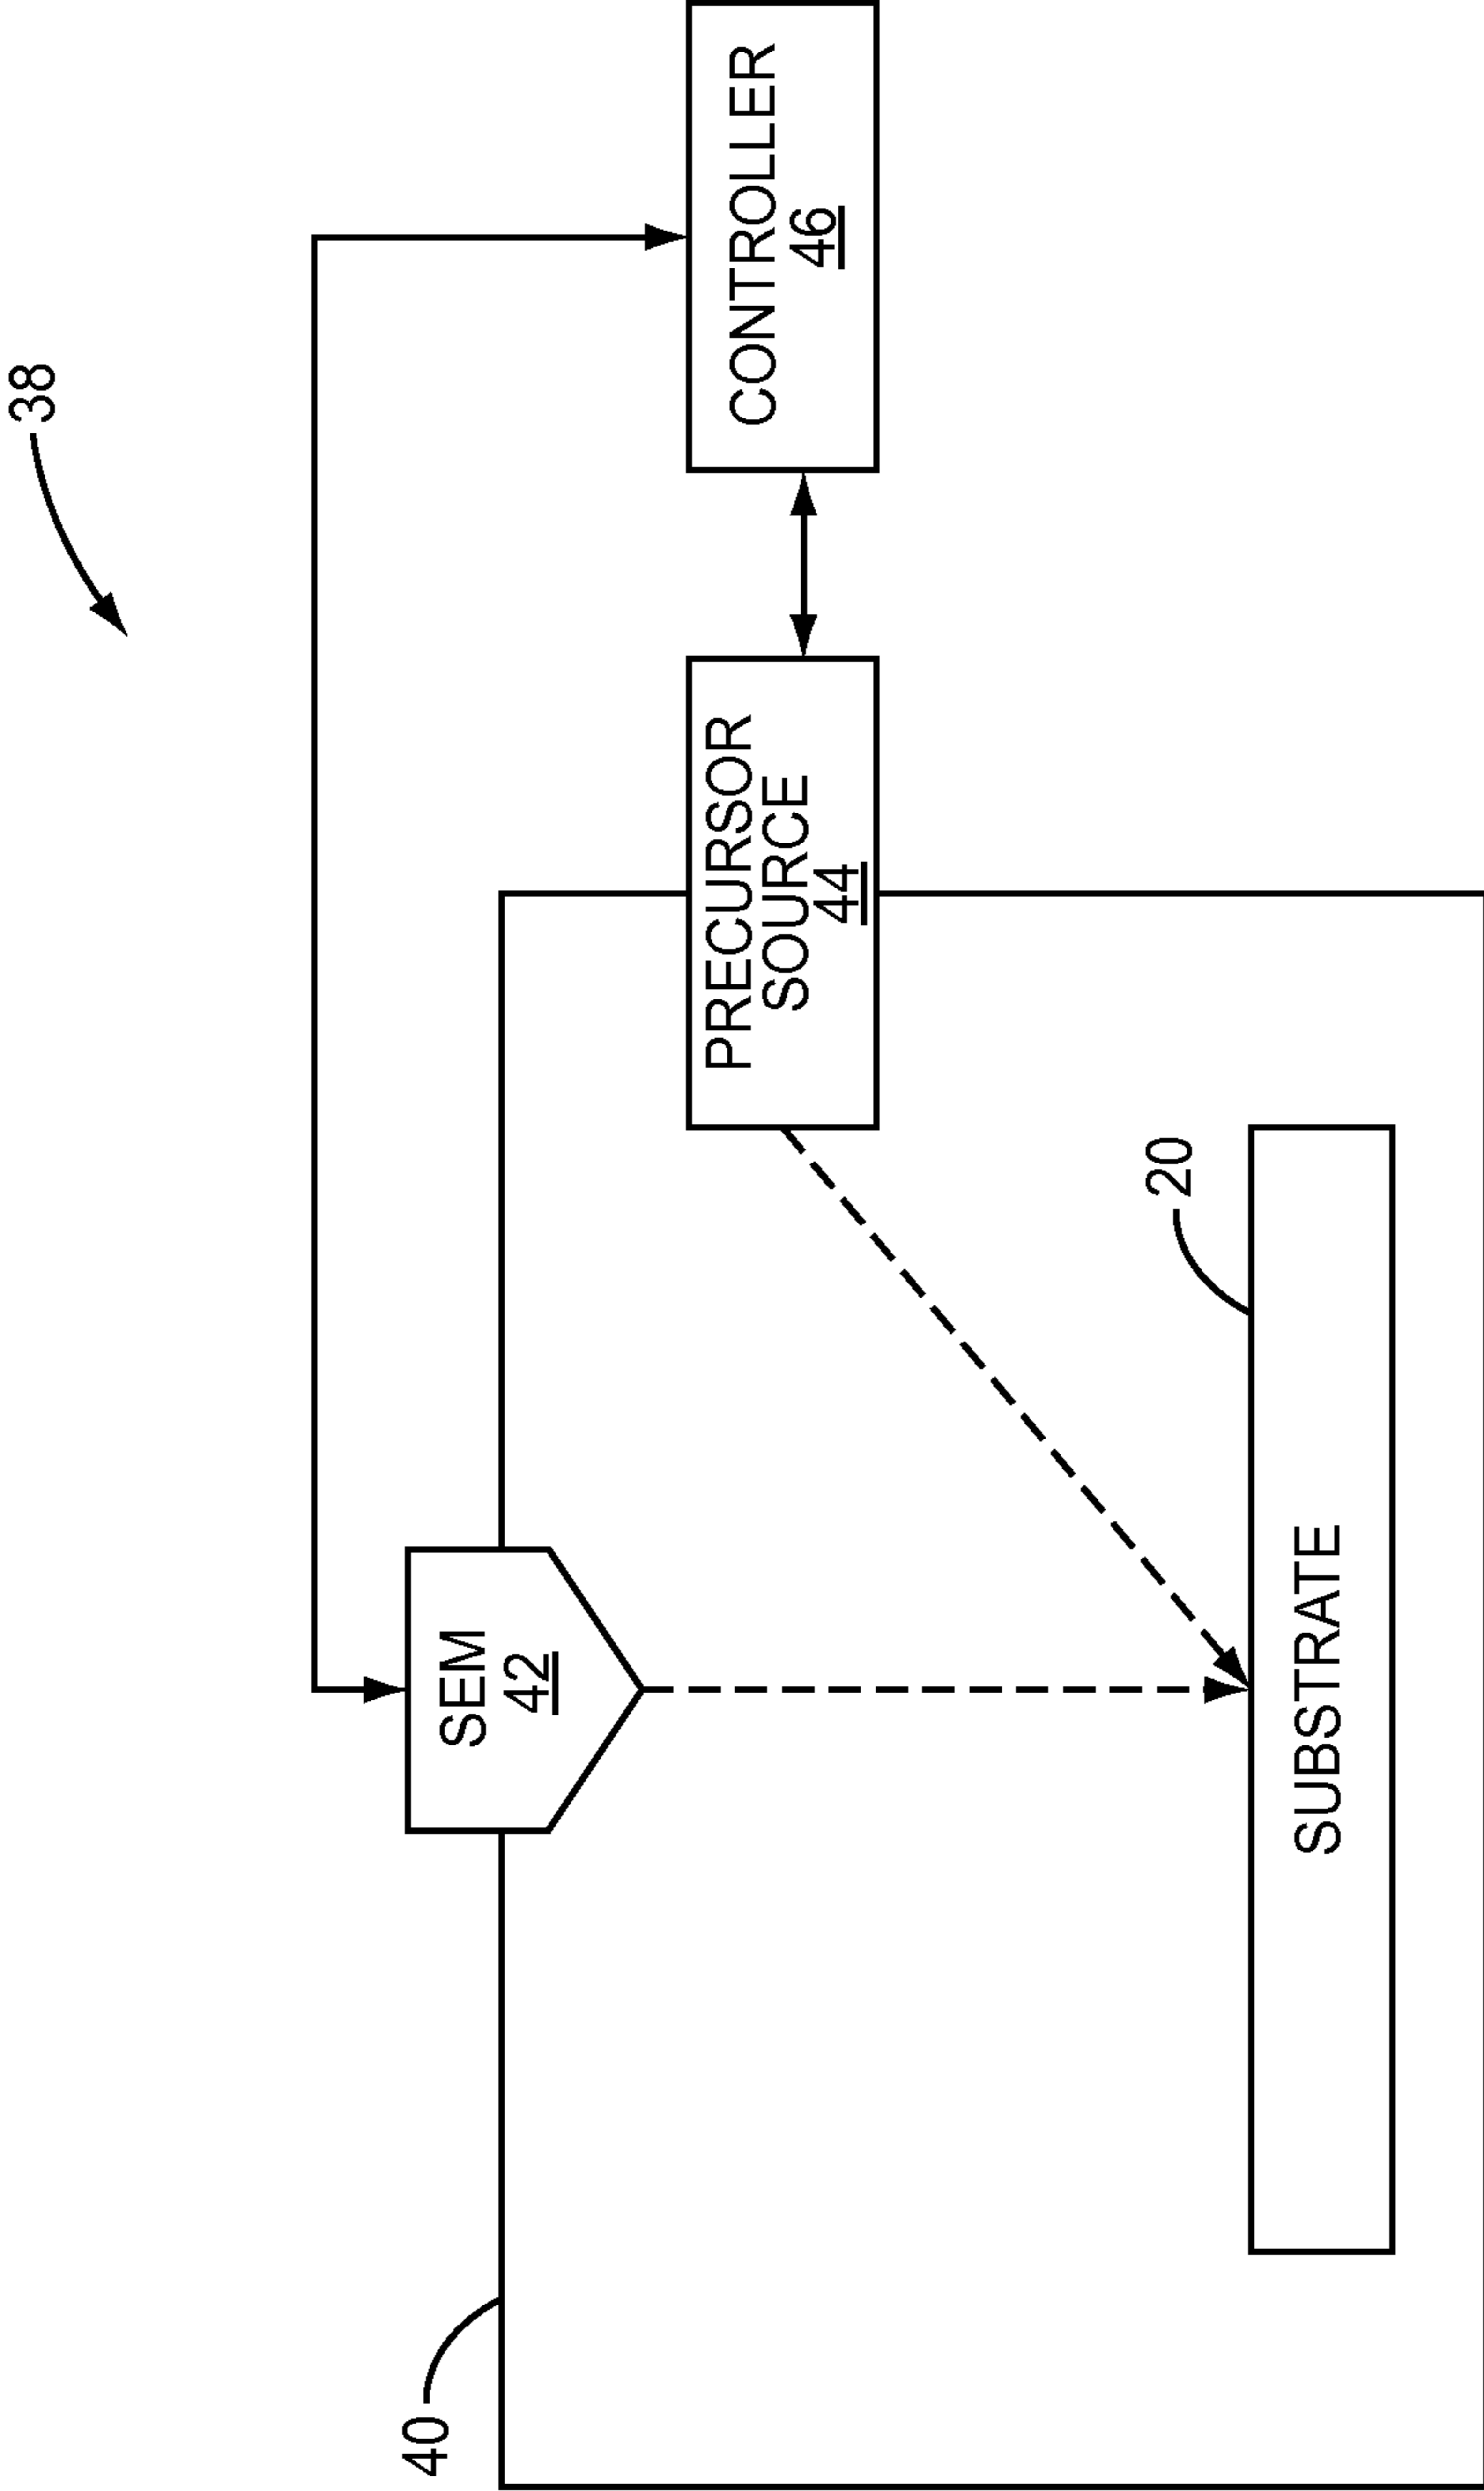 38
40
SEM
42
PRECURSOR
SOURCE
44
CONTROLLER
46
20
SUBSTRATE